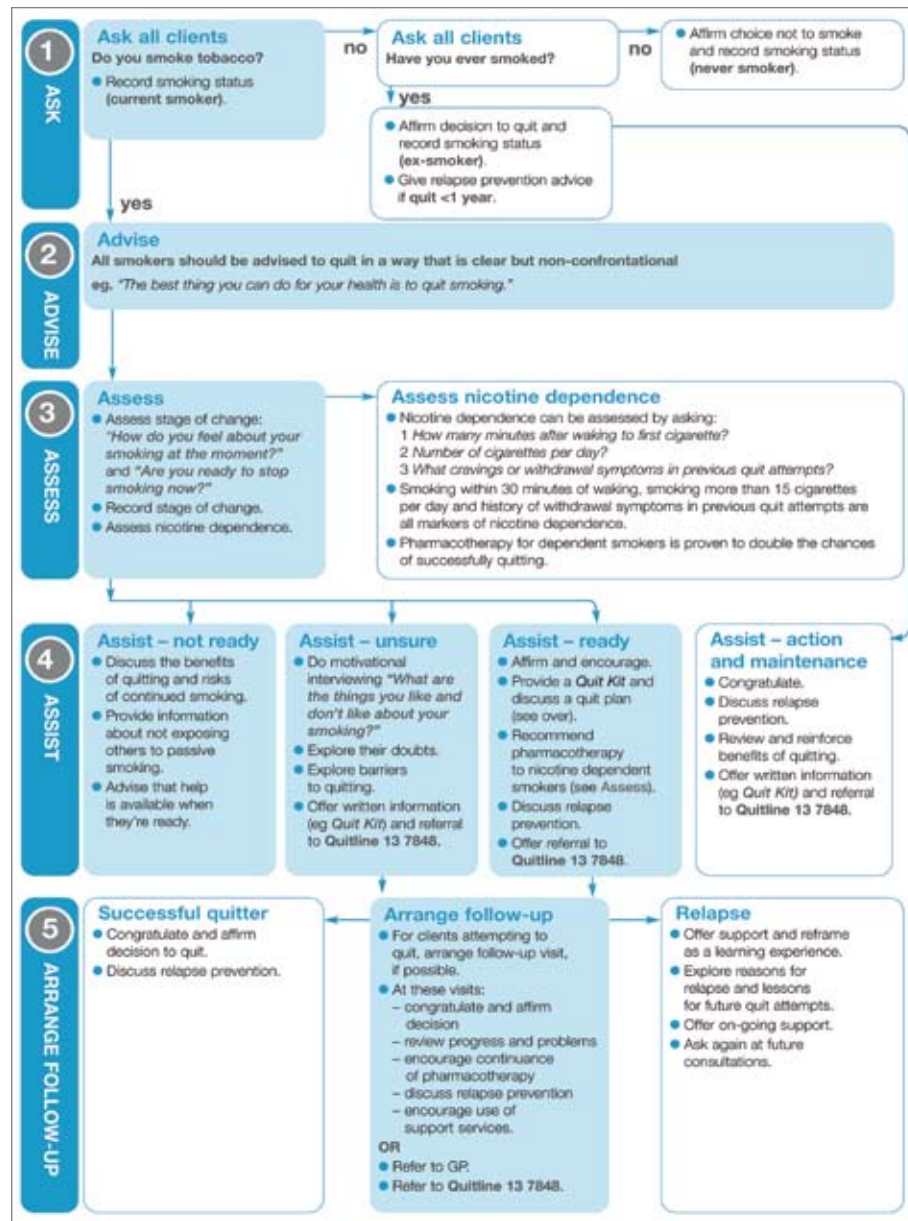 1
ASK
Ask all clients
Do you smoke tobacco?
● Record smoking status
(current smoker).
no
Ask all clients
Have you ever smoked?
no
● Affirm choice not to smoke
and record smoking status
(never smoker).
yes
● Affirm decision to quit and
record smoking status
(ex-smoker).
● Give relapse prevention advice
if quit <1 year.
yes
2
ADVISE
Advise
All smokers should be advised to quit in a way that is clear but non-confrontational
eg. "The best thing you can do for your health is to quit smoking."
3
ASSESS
Assess
● Assess stage of change:
"How do you feel about your
smoking at the moment?"
and "Are you ready to stop
smoking now?"
● Record stage of change.
● Assess nicotine dependence.
Assess nicotine dependence
● Nicotine dependence can be assessed by asking:
1 How many minutes after waking to first cigarette?
2 Number of cigarettes per day?
3 What cravings or withdrawal symptoms in previous quit attempts?
● Smoking within 30 minutes of waking, smoking more than 15 cigarettes
per day and history of withdrawal symptoms in previous quit attempts are
all markers of nicotine dependence.
● Pharmacotherapy for dependent smokers is proven to double the chances
of successfully quitting.
4
ASSIST
Assist – not ready
● Discuss the benefits
of quitting and risks
of continued smoking.
● Provide information
about not exposing
others to passive
smoking.
● Advise that help
is available when
they're ready.
Assist – unsure
● Do motivational
interviewing "What are
the things you like and
don't like about your
smoking?"
● Explore their doubts.
● Explore barriers
to quitting.
● Offer written information
(eg Quit Kit) and referral
to Quitline 13 7848.
Assist – ready
● Affirm and encourage.
● Provide a Quit Kit and
discuss a quit plan
(see over).
● Recommend
pharmacotherapy
to nicotine dependent
smokers (see Assess).
● Discuss relapse
prevention.
● Offer referral to
Quitline 13 7848.
Assist – action
and maintenance
● Congratulate.
● Discuss relapse
prevention.
● Review and reinforce
benefits of quitting.
● Offer written information
(eg Quit Kit) and referral
to Quitline 13 7848.
5
ARRANGE FOLLOW-UP
Successful quitter
● Congratulate and affirm
decision to quit.
● Discuss relapse prevention.
Arrange follow-up
● For clients attempting to
quit, arrange follow-up visit,
if possible.
● At these visits:
– congratulate and affirm
decision
– review progress and problems
– encourage continuance
of pharmacotherapy
– discuss relapse prevention
– encourage use of
support services.
OR
● Refer to GP.
● Refer to Quitline 13 7848.
Relapse
● Offer support and reframe
as a learning experience.
● Explore reasons for
relapse and lessons
for future quit attempts.
● Offer on-going support.
● Ask again at future
consultations.